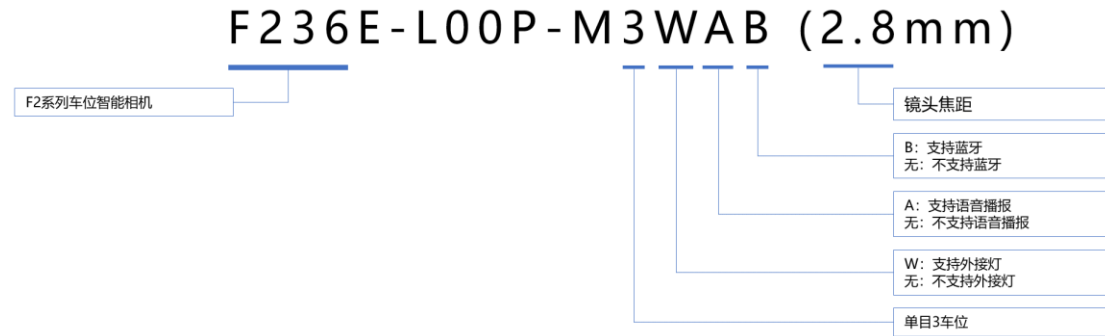 F236E-L00P-M3WAB (2.8mm)
F2系列车位智能相机
镜头焦距
B：支持蓝牙
无：不支持蓝牙
A：支持语音播报
无：不支持语音播报
W：支持外接灯
无：不支持外接灯
单目3车位